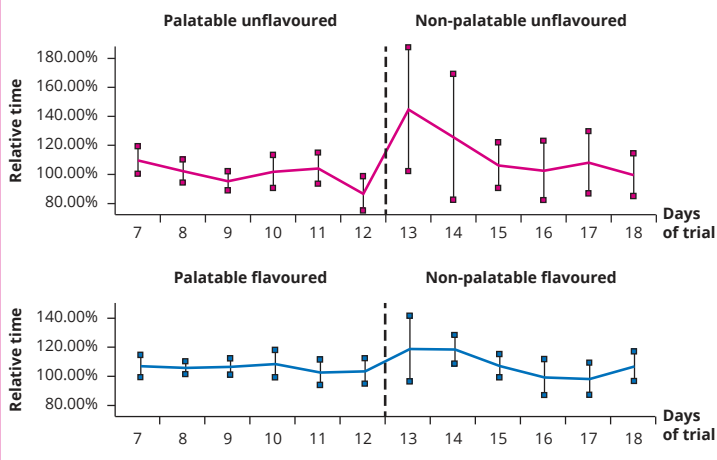 Palatable unflavoured Non-palatable unflavoured
Relative time
180.00%
160.00%
140.00%
120.00%
100.00%
80.00%
7 8 9 10 11 12 13 14 15 16 17 18
Days
of trial
Palatable flavoured Non-palatable flavoured
Relative time
140.00%
120.00%
100.00%
80.00%
7 8 9 10 11 12 13 14 15 16 17 18
Days
of trial